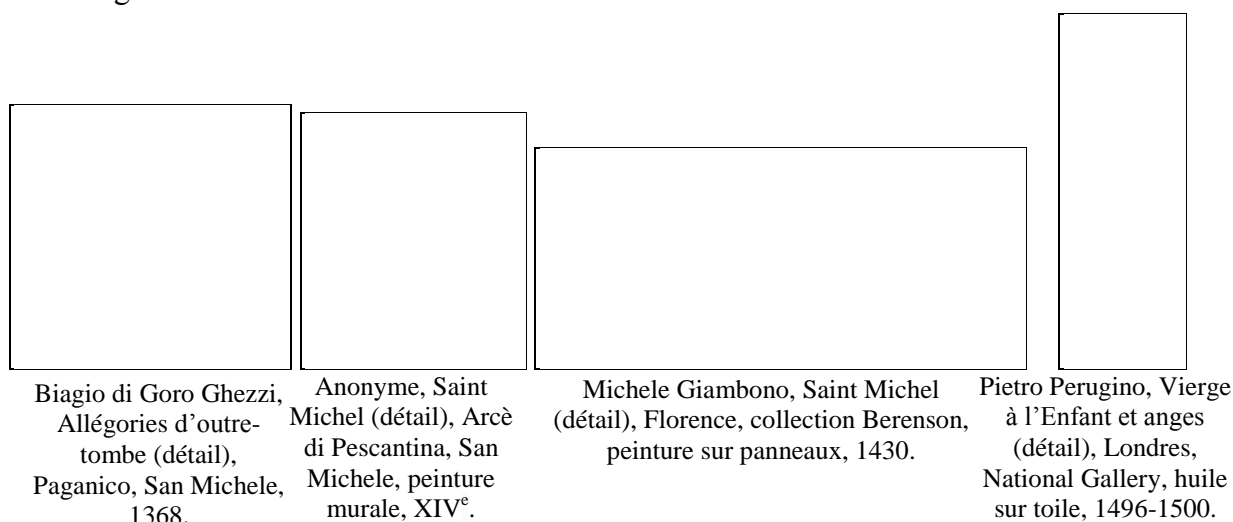 Biagio di Goro Ghezzi,
Allégories d’outre-
tombe (détail),
Paganico, San Michele,
1368.
Anonyme, Saint
Michel (détail), Arcè
di Pescantina, San
Michele, peinture
murale, XIVe.
Michele Giambono, Saint Michel
(détail), Florence, collection Berenson,
peinture sur panneaux, 1430.
Pietro Perugino, Vierge
à l’Enfant et anges
(détail), Londres,
National Gallery, huile
sur toile, 1496-1500.